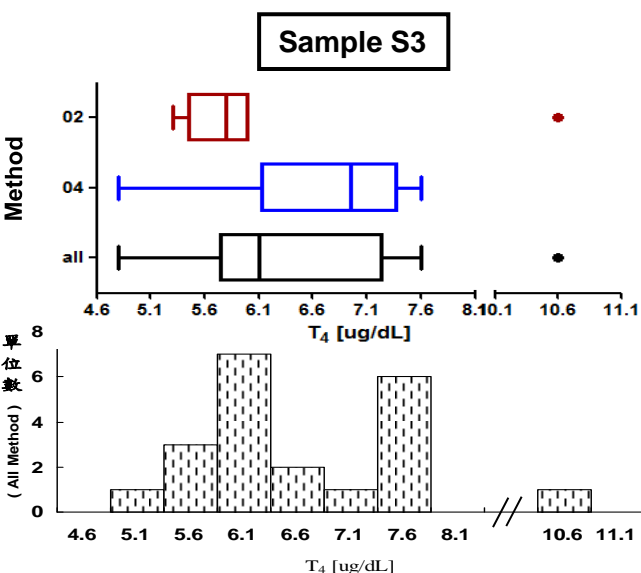 Sample S3
Method
02
04
all
4.6 5.1 5.6 6.1 6.6 7.1 7.6 8.1 10.1 10.6 11.1
T₄ [ug/dL]
單位數
( All Method )
8
6
4
2
0
4.6 5.1 5.6 6.1 6.6 7.1 7.6 8.1 10.6 11.1
T₄ [ug/dL]